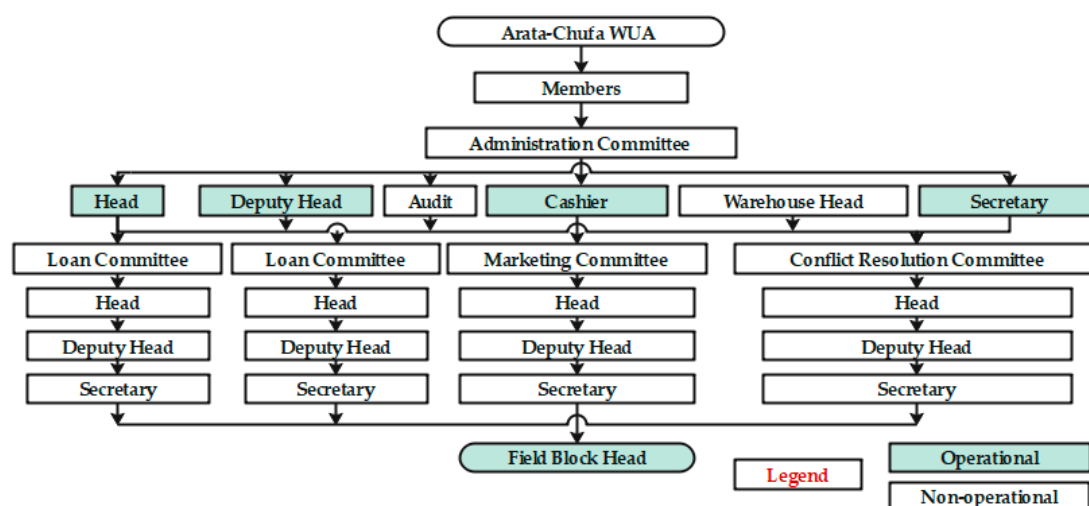 Arata-Chufa WUA
Members
Administration Committee
Head
Deputy Head
Audit
Cashier
Warehouse Head
Secretary
Loan Committee
Loan Committee
Marketing Committee
Conflict Resolution Committee
Head
Head
Head
Head
Deputy Head
Deputy Head
Deputy Head
Deputy Head
Secretary
Secretary
Secretary
Secretary
Field Block Head
Legend
Operational
Non-operational